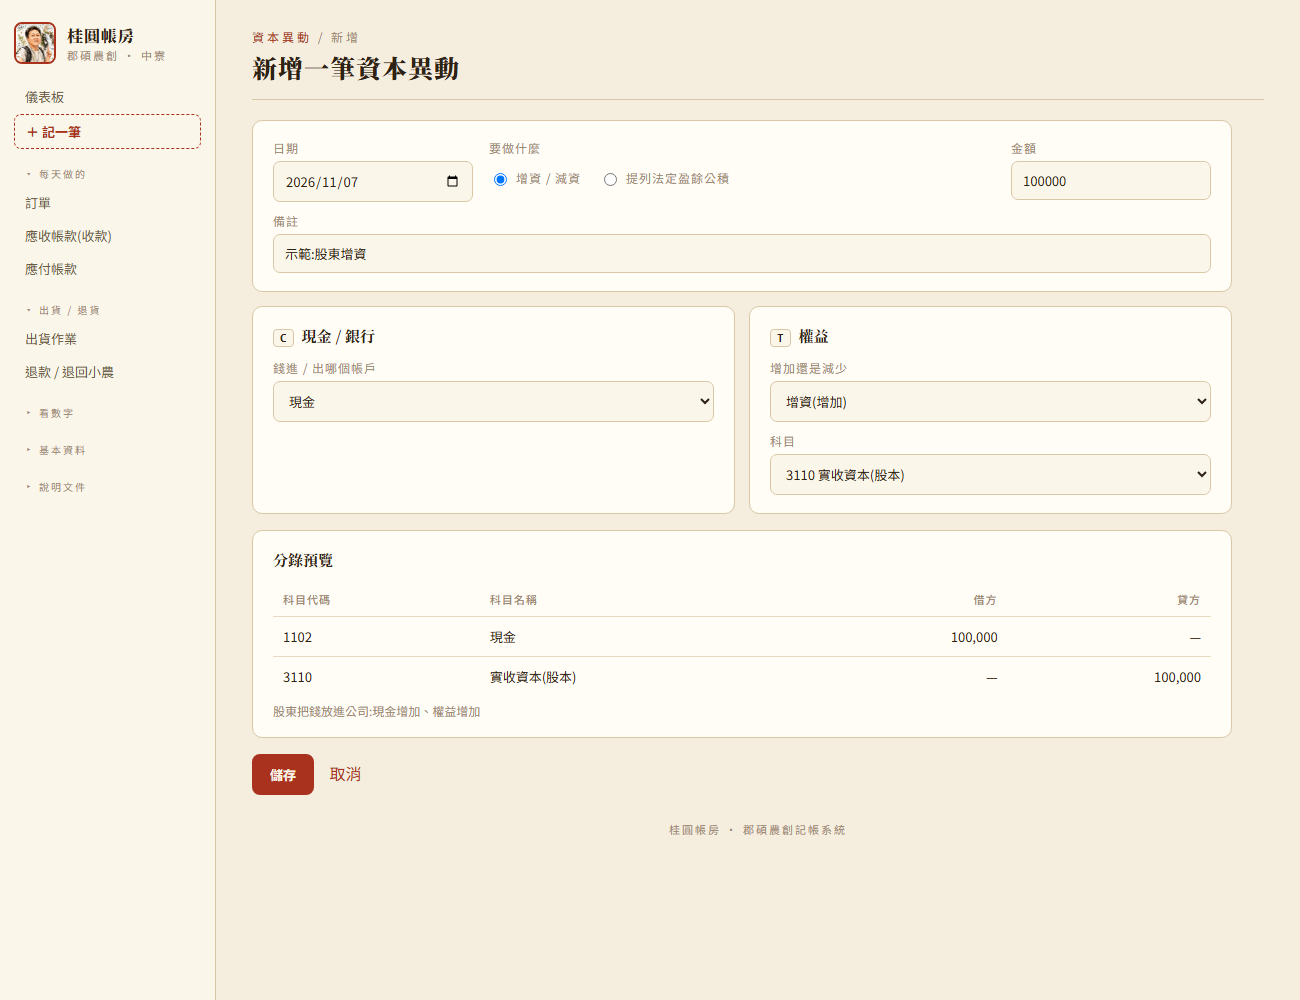 桂圓帳房
郡碩農創 · 中寮
儀表板
＋ 記一筆
每天做的
訂單
應收帳款(收款)
應付帳款
出貨 / 退貨
出貨作業
退款 / 退回小農
看數字
基本資料
說明文件
資本異動 / 新增
新增一筆資本異動
日期
要做什麼
金額
2026/11/07
增資 / 減資
提列法定盈餘公積
100000
備註
示範:股東增資
C 現金 / 銀行
錢進 / 出哪個帳戶
現金
T 權益
增加還是減少
增資(增加)
科目
3110 實收資本(股本)
分錄預覽
科目代碼 科目名稱 借方 貸方
1102 現金 100,000 —
3110 實收資本(股本) — 100,000
股東把錢放進公司:現金增加、權益增加
儲存 取消
桂圓帳房 · 郡碩農創記帳系統